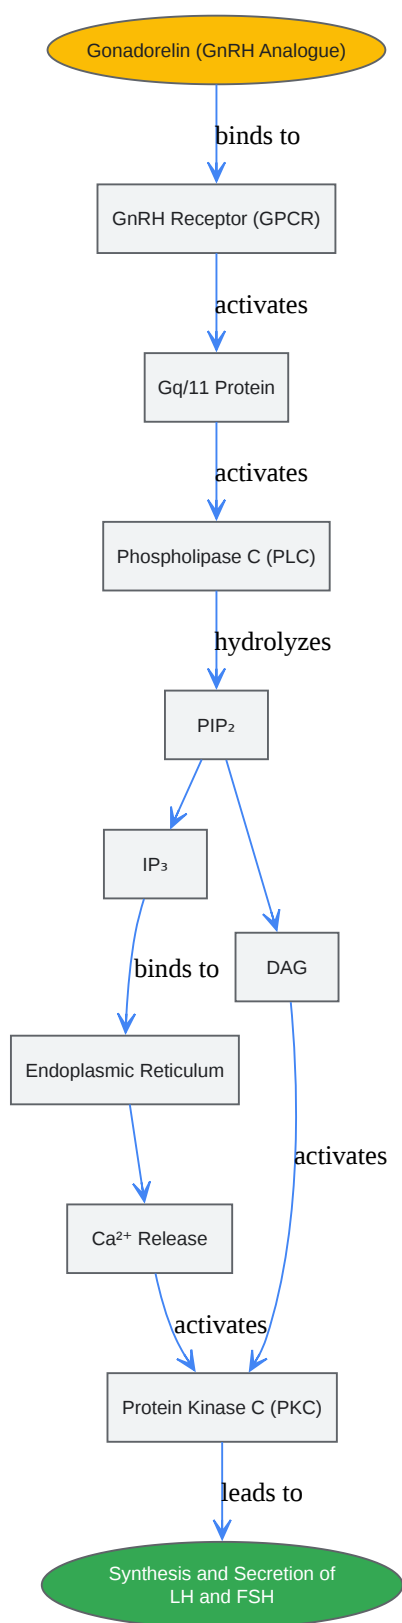 Gonadorelin (GnRH Analogue)
binds to
GnRH Receptor (GPCR)
activates
Gq/11 Protein
activates
Phospholipase C (PLC)
hydrolyzes
PIP₂
IP₃
DAG
binds to
Endoplasmic Reticulum
activates
Ca²⁺ Release
activates
Protein Kinase C (PKC)
leads to
Synthesis and Secretion of
LH and FSH